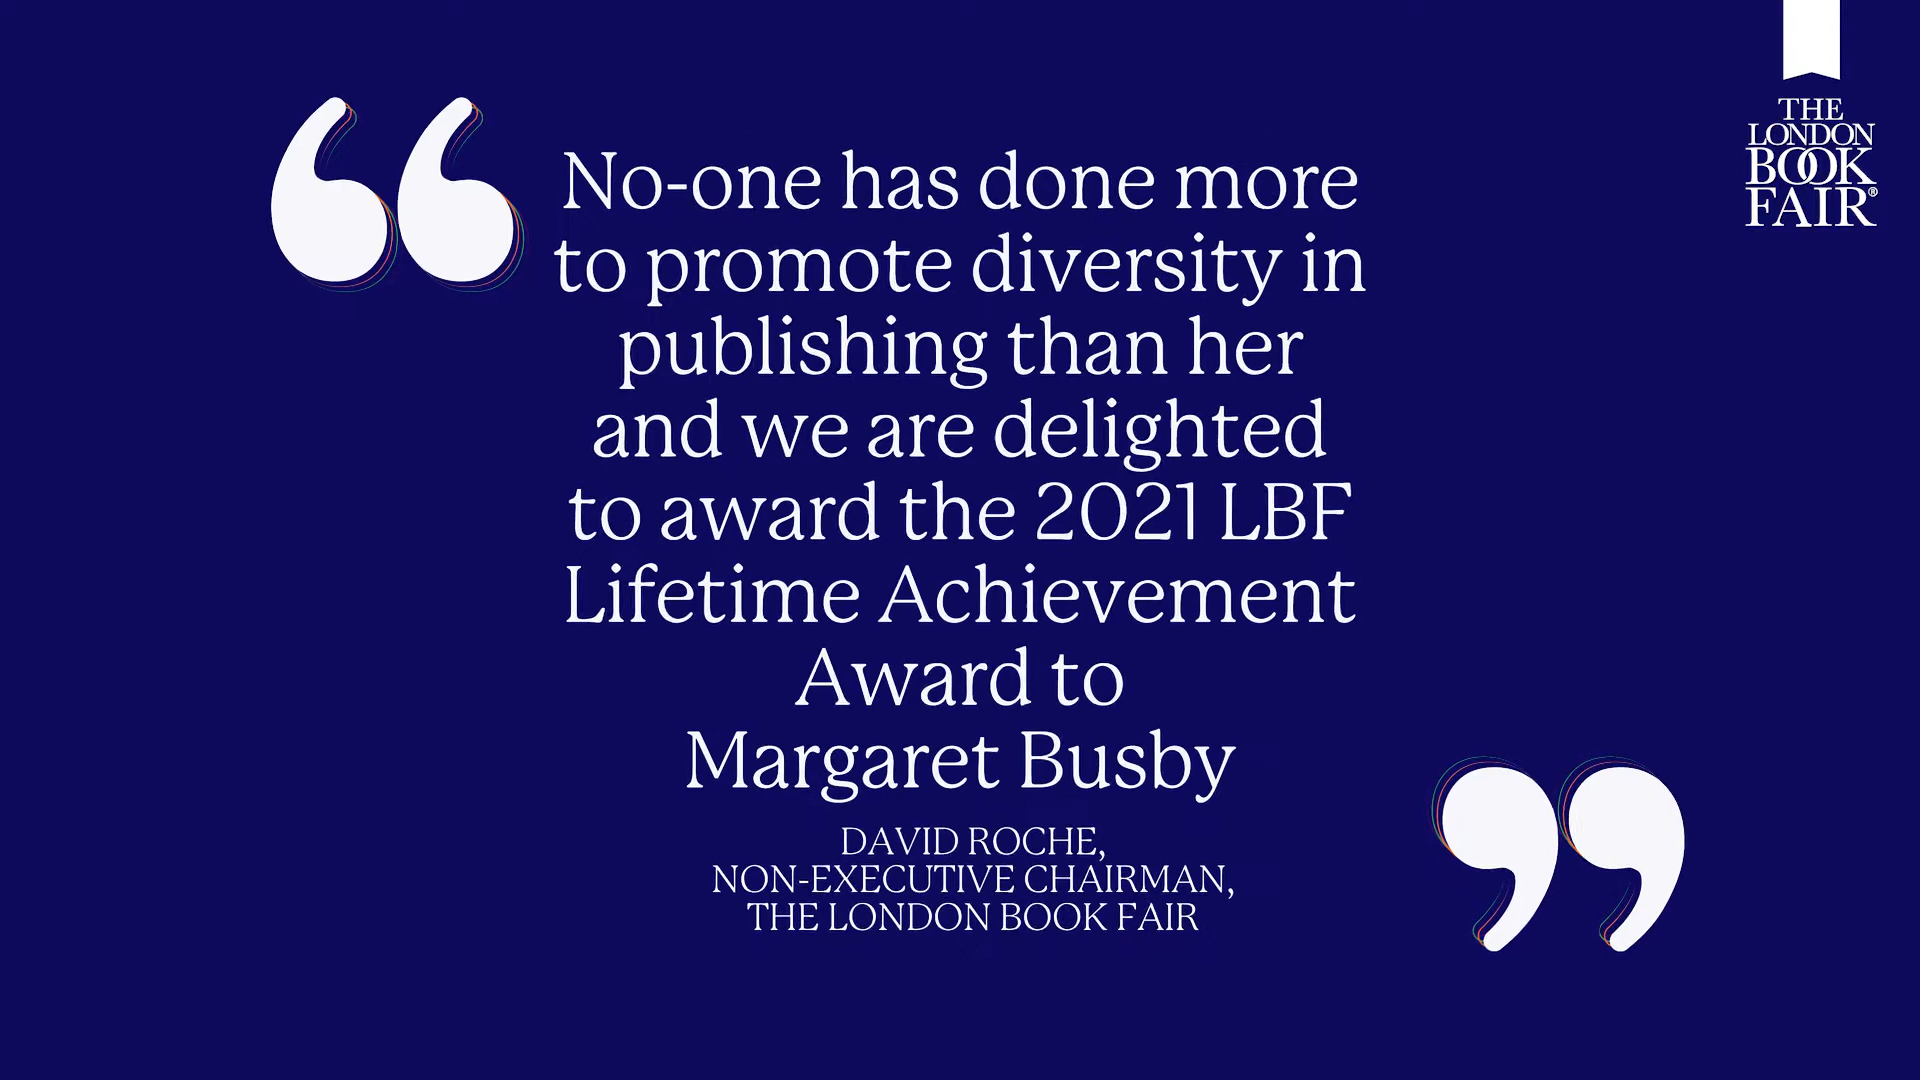 THE
LONDON
BOOK
FAIR®
“
No-one has done more
to promote diversity in
publishing than her
and we are delighted
to award the 2021 LBF
Lifetime Achievement
Award to
Margaret Busby
”
DAVID ROCHE,
NON-EXECUTIVE CHAIRMAN,
THE LONDON BOOK FAIR